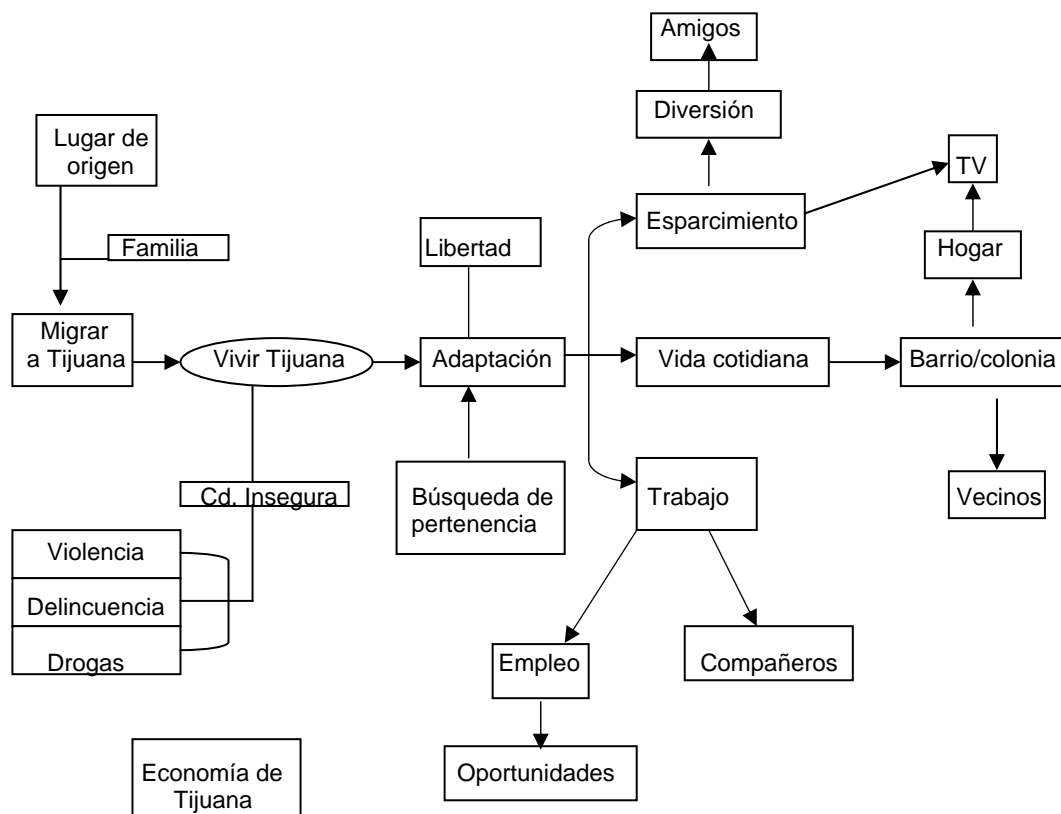 Amigos
Diversión
Lugar de
origen
TV
Esparcimiento
Familia
Libertad
Hogar
Migrar
a Tijuana
Vivir Tijuana
Adaptación
Vida cotidiana
Barrio/colonia
Cd. Insegura
Búsqueda de
pertenencia
Trabajo
Vecinos
Violencia
Delincuencia
Drogas
Empleo
Compañeros
Economía de
Tijuana
Oportunidades